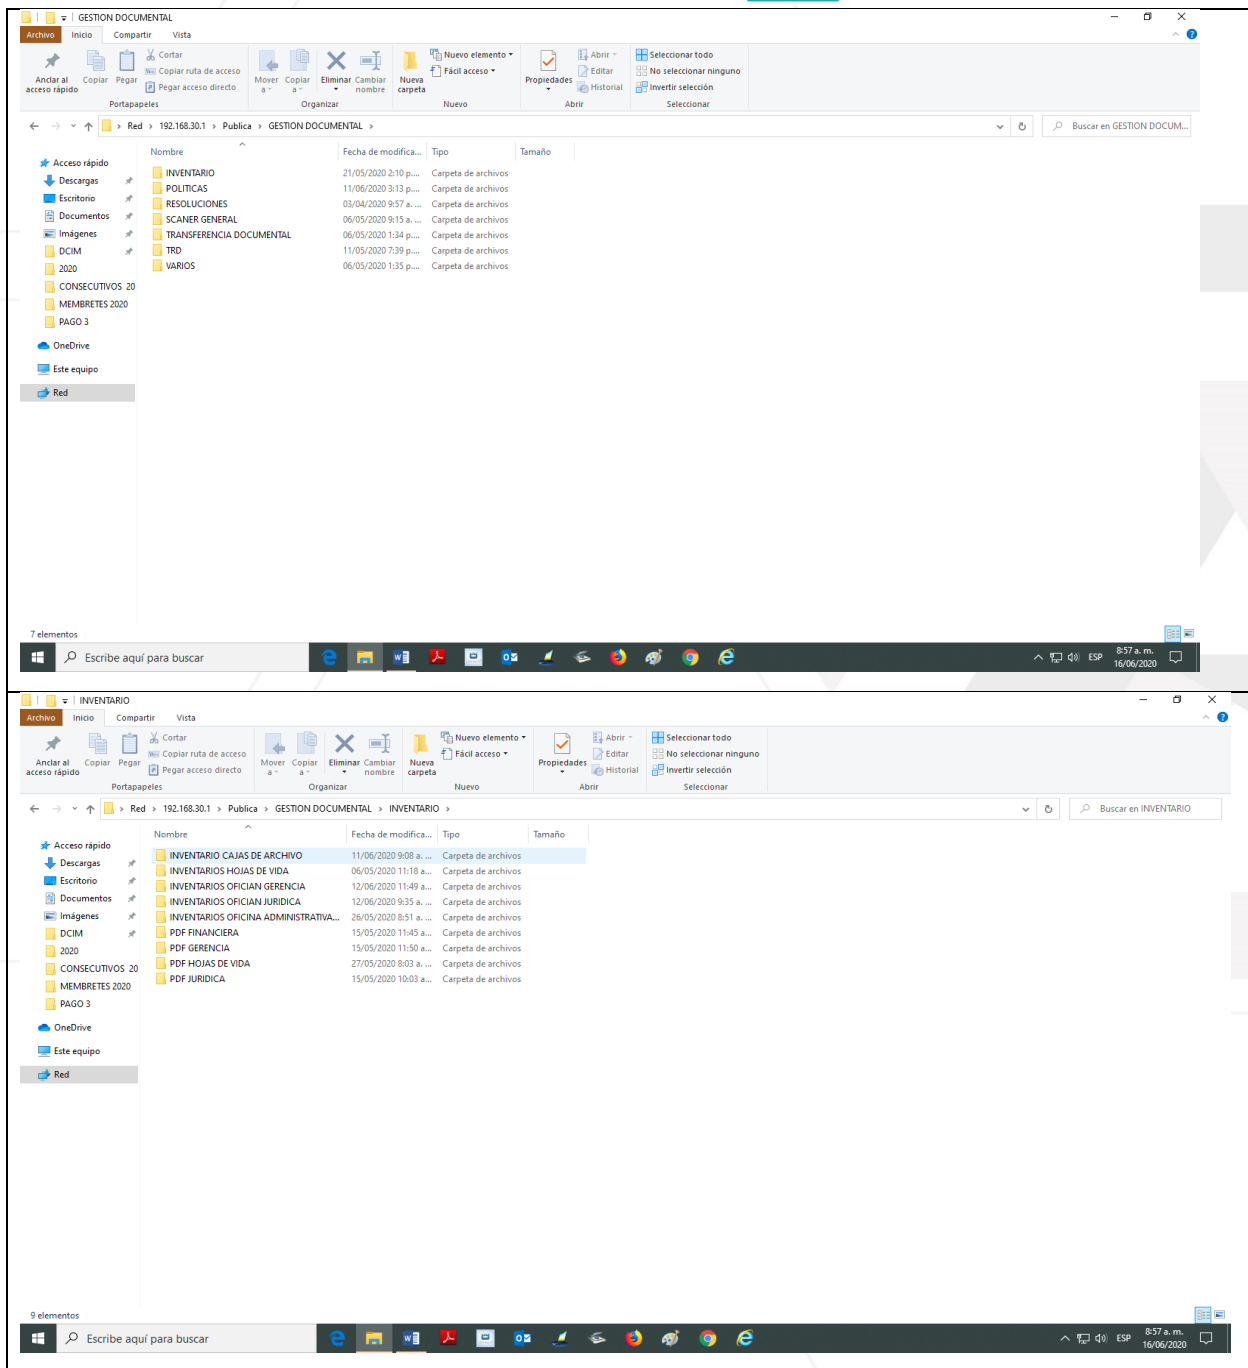 GESTION DOCUMENTAL
Archivo Inicio Compartir Vista
Anclar al acceso rápido
Copiar
Pegar
Cortar
Copiar ruta de acceso
Pegar acceso directo
Mover a
Copiar a
Eliminar
Cambiar nombre
Nueva carpeta
Nuevo elemento
Fácil acceso
Propiedades
Abrir
Editar
Historial
Seleccionar todo
No seleccionar ninguno
Invertir selección
Portapapeles Organizar Nuevo Abrir Seleccionar
> Red > 192.168.30.1 > Publica > GESTION DOCUMENTAL >
Buscar en GESTION DOCUM...
Nombre Fecha de modifica... Tipo Tamaño
Acceso rápido
Descargas
Escritorio
Documentos
Imágenes
DCIM
2020
CONSECUTIVOS 20
MEMBRETES 2020
PAGO 3
OneDrive
Este equipo
Red
INVENTARIO 21/05/2020 2:10 p.... Carpeta de archivos
POLITICAS 11/06/2020 3:13 p.... Carpeta de archivos
RESOLUCIONES 03/04/2020 9:57 a. ... Carpeta de archivos
SCANER GENERAL 06/05/2020 9:15 a. ... Carpeta de archivos
TRANSFERENCIA DOCUMENTAL 06/05/2020 1:34 p.... Carpeta de archivos
TRD 11/05/2020 7:39 p.... Carpeta de archivos
VARIOS 06/05/2020 1:35 p.... Carpeta de archivos
7 elementos
Escribe aquí para buscar
ESP
8:57 a. m.
16/06/2020
INVENTARIO
Archivo Inicio Compartir Vista
Anclar al acceso rápido
Copiar
Pegar
Cortar
Copiar ruta de acceso
Pegar acceso directo
Mover a
Copiar a
Eliminar
Cambiar nombre
Nueva carpeta
Nuevo elemento
Fácil acceso
Propiedades
Abrir
Editar
Historial
Seleccionar todo
No seleccionar ninguno
Invertir selección
Portapapeles Organizar Nuevo Abrir Seleccionar
> Red > 192.168.30.1 > Publica > GESTION DOCUMENTAL > INVENTARIO >
Buscar en INVENTARIO
Nombre Fecha de modifica... Tipo Tamaño
Acceso rápido
Descargas
Escritorio
Documentos
Imágenes
DCIM
2020
CONSECUTIVOS 20
MEMBRETES 2020
PAGO 3
OneDrive
Este equipo
Red
INVENTARIO CAJAS DE ARCHIVO 11/06/2020 9:08 a. ... Carpeta de archivos
INVENTARIOS HOJAS DE VIDA 06/05/2020 11:18 a... Carpeta de archivos
INVENTARIOS OFICIAN GERENCIA 12/06/2020 11:49 a... Carpeta de archivos
INVENTARIOS OFICIAN JURIDICA 12/06/2020 9:35 a. ... Carpeta de archivos
INVENTARIOS OFICINA ADMINISTRATIVA... 26/05/2020 8:51 a. ... Carpeta de archivos
PDF FINANCIERA 15/05/2020 11:45 a... Carpeta de archivos
PDF GERENCIA 15/05/2020 11:50 a... Carpeta de archivos
PDF HOJAS DE VIDA 27/05/2020 8:03 a. ... Carpeta de archivos
PDF JURIDICA 15/05/2020 10:03 a... Carpeta de archivos
9 elementos
Escribe aquí para buscar
ESP
8:57 a. m.
16/06/2020